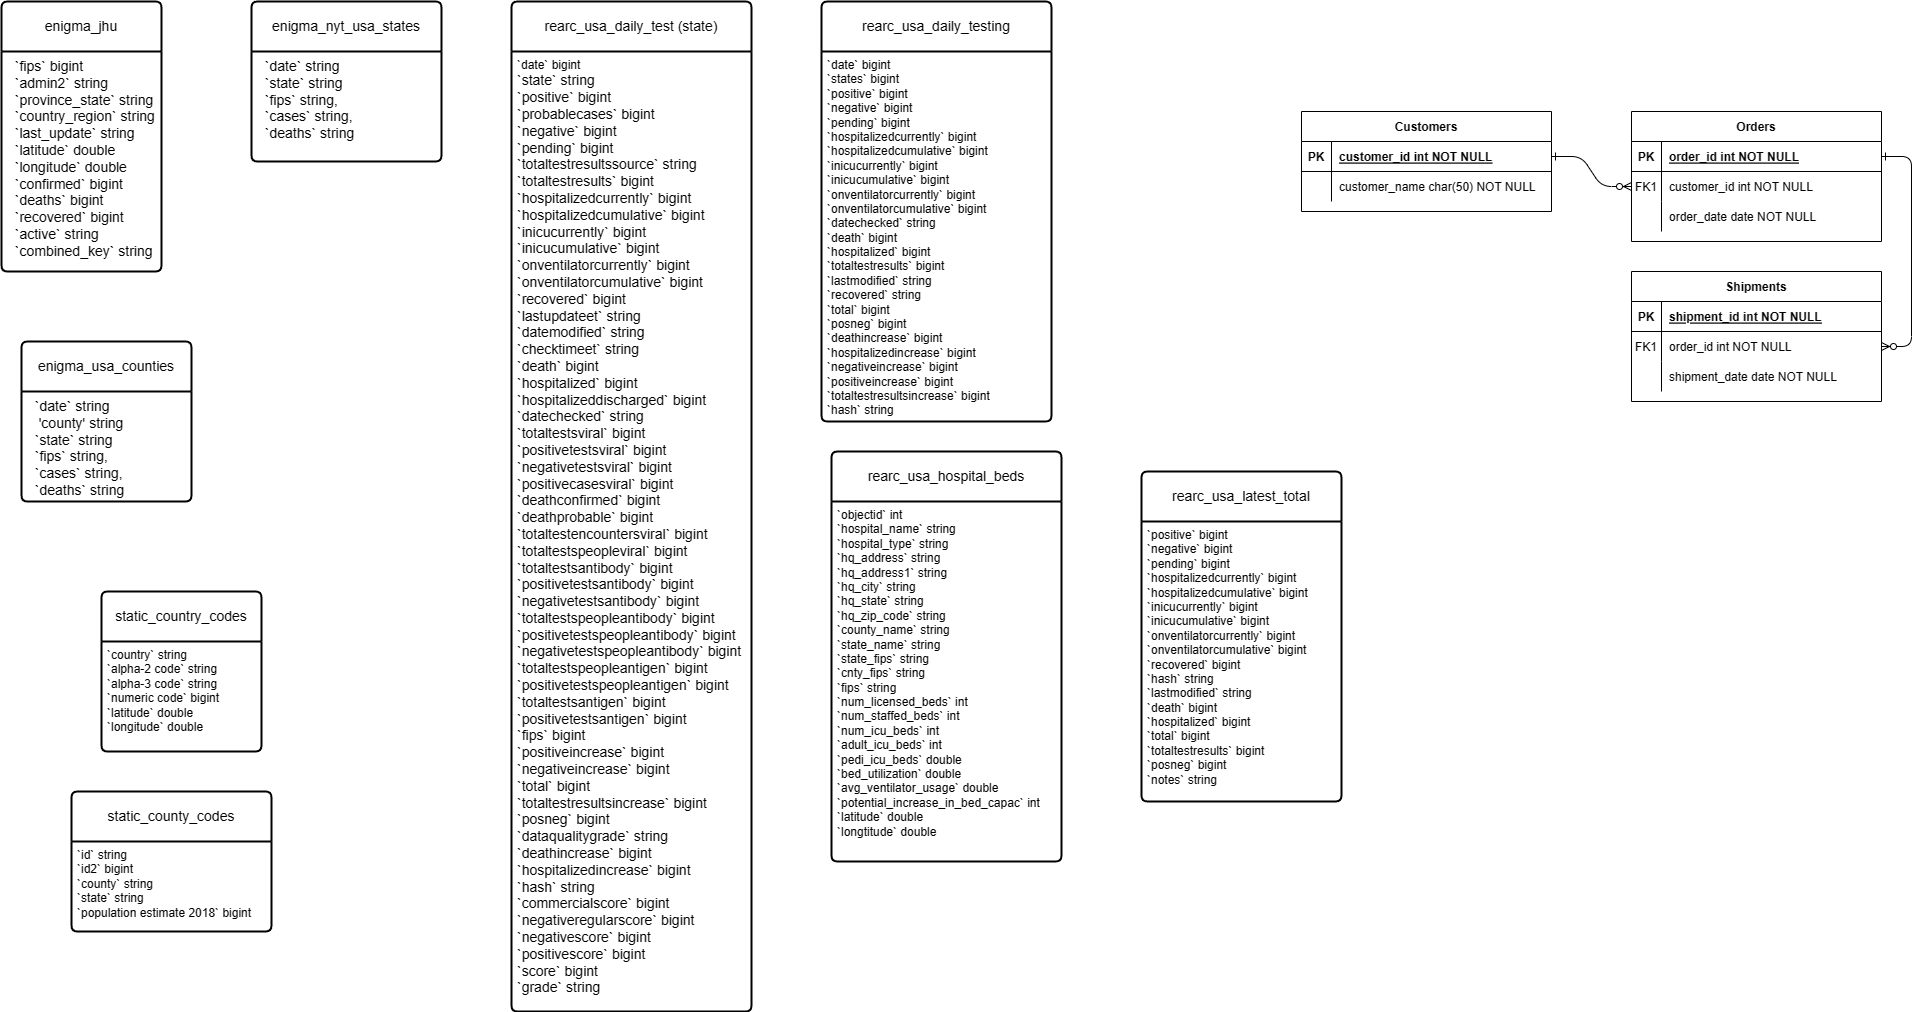 enigma_jhu
`fips` bigint
`admin2` string
`province_state` string
`country_region` string
`last_update` string
`latitude` double
`longitude` double
`confirmed` bigint
`deaths` bigint
`recovered` bigint
`active` string
`combined_key` string
enigma_nyt_usa_states
`date` string
`state` string
`fips` string,
`cases` string,
`deaths` string
enigma_usa_counties
`date` string
'county' string
`state` string
`fips` string,
`cases` string,
`deaths` string
static_country_codes
`country` string
`alpha-2 code` string
`alpha-3 code` string
`numeric code` bigint
`latitude` double
`longitude` double
static_county_codes
`id` string
`id2` bigint
`county` string
`state` string
`population estimate 2018` bigint
rearc_usa_daily_test (state)
`date` bigint
`state` string
`positive` bigint
`probablecases` bigint
`negative` bigint
`pending` bigint
`totaltestresultssource` string
`totaltestresults` bigint
`hospitalizedcurrently` bigint
`hospitalizedcumulative` bigint
`inicucurrently` bigint
`inicucumulative` bigint
`onventilatorcurrently` bigint
`onventilatorcumulative` bigint
`recovered` bigint
`lastupdateet` string
`datemodified` string
`checktimeet` string
`death` bigint
`hospitalized` bigint
`hospitalizeddischarged` bigint
`datechecked` string
`totaltestsviral` bigint
`positivetestsviral` bigint
`negativetestsviral` bigint
`positivecasesviral` bigint
`deathconfirmed` bigint
`deathprobable` bigint
`totaltestencountersviral` bigint
`totaltestspeopleviral` bigint
`totaltestsantibody` bigint
`positivetestsantibody` bigint
`negativetestsantibody` bigint
`totaltestspeopleantibody` bigint
`positivetestspeopleantibody` bigint
`negativetestspeopleantibody` bigint
`totaltestspeopleantigen` bigint
`positivetestspeopleantigen` bigint
`totaltestsantigen` bigint
`positivetestsantigen` bigint
`fips` bigint
`positiveincrease` bigint
`negativeincrease` bigint
`total` bigint
`totaltestresultsincrease` bigint
`posneg` bigint
`dataqualitygrade` string
`deathincrease` bigint
`hospitalizedincrease` bigint
`hash` string
`commercialscore` bigint
`negativeregularscore` bigint
`negativescore` bigint
`positivescore` bigint
`score` bigint
`grade` string
rearc_usa_daily_testing
`date` bigint
`states` bigint
`positive` bigint
`negative` bigint
`pending` bigint
`hospitalizedcurrently` bigint
`hospitalizedcumulative` bigint
`inicucurrently` bigint
`inicucumulative` bigint
`onventilatorcurrently` bigint
`onventilatorcumulative` bigint
`datechecked` string
`death` bigint
`hospitalized` bigint
`totaltestresults` bigint
`lastmodified` string
`recovered` string
`total` bigint
`posneg` bigint
`deathincrease` bigint
`hospitalizedincrease` bigint
`negativeincrease` bigint
`positiveincrease` bigint
`totaltestresultsincrease` bigint
`hash` string
rearc_usa_hospital_beds
`objectid` int
`hospital_name` string
`hospital_type` string
`hq_address` string
`hq_address1` string
`hq_city` string
`hq_state` string
`hq_zip_code` string
`county_name` string
`state_name` string
`state_fips` string
`cnty_fips` string
`fips` string
`num_licensed_beds` int
`num_staffed_beds` int
`num_icu_beds` int
`adult_icu_beds` int
`pedi_icu_beds` double
`bed_utilization` double
`avg_ventilator_usage` double
`potential_increase_in_bed_capac` int
`latitude` double
`longtitude` double
rearc_usa_latest_total
`positive` bigint
`negative` bigint
`pending` bigint
`hospitalizedcurrently` bigint
`hospitalizedcumulative` bigint
`inicucurrently` bigint
`inicucumulative` bigint
`onventilatorcurrently` bigint
`onventilatorcumulative` bigint
`recovered` bigint
`hash` string
`lastmodified` string
`death` bigint
`hospitalized` bigint
`total` bigint
`totaltestresults` bigint
`posneg` bigint
`notes` string
Customers
PK customer_id int NOT NULL
customer_name char(50) NOT NULL
Orders
PK order_id int NOT NULL
FK1 customer_id int NOT NULL
order_date date NOT NULL
Shipments
PK shipment_id int NOT NULL
FK1 order_id int NOT NULL
shipment_date date NOT NULL